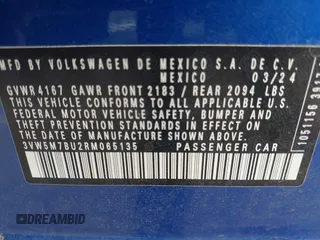 MFD BY VOLKSWAGEN DE MEXICO S.A. DE C.V.
MEXICO 03/24
GVWR 4167 GAWR FRONT 2183 / REAR 2094 LBS
THIS VEHICLE CONFORMS TO ALL APPLICABLE U.S.
FEDERAL MOTOR VEHICLE SAFETY, BUMPER AND
THEFT PREVENTION STANDARDS IN EFFECT ON THE
DATE OF MANUFACTURE SHOWN ABOVE.
3VW5M7BU2RM065135 PASSENGER CAR
1051156
DREAMBID